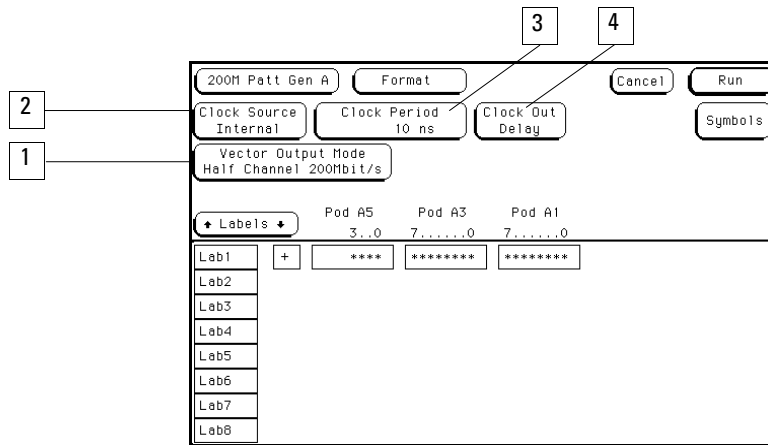 3 4
200M Patt Gen A Format Cancel Run
2
Clock Source Clock Period Clock Out Symbols
Internal 10 ns Delay
1
Vector Output Mode
Half Channel 200Mbit/s
Pod A5 Pod A3 Pod A1
↑ Labels ↓
3..0 7......0 7......0
Lab1 + **** ******** ********
Lab2
Lab3
Lab4
Lab5
Lab6
Lab7
Lab8